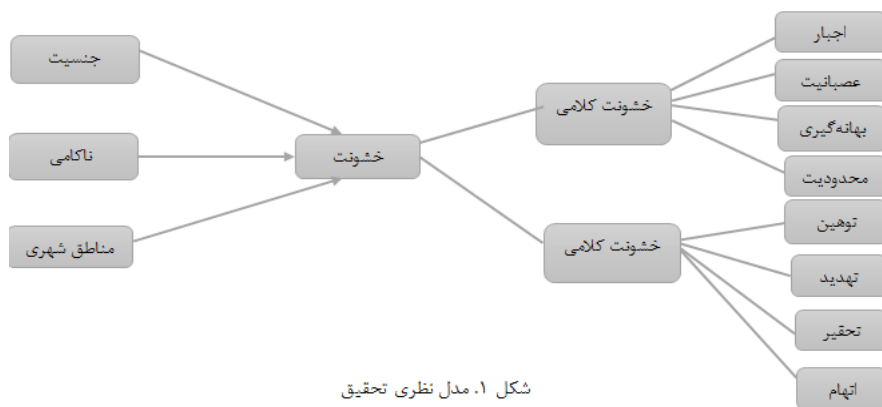 جنسیت
ناکامی
مناطق شهری
خشونت
خشونت کلامی
خشونت کلامی
اجبار
عصبانیت
بهانه‌گیری
محدودیت
توهین
تهدید
تحقیر
اتهام
شکل ۱. مدل نظری تحقیق